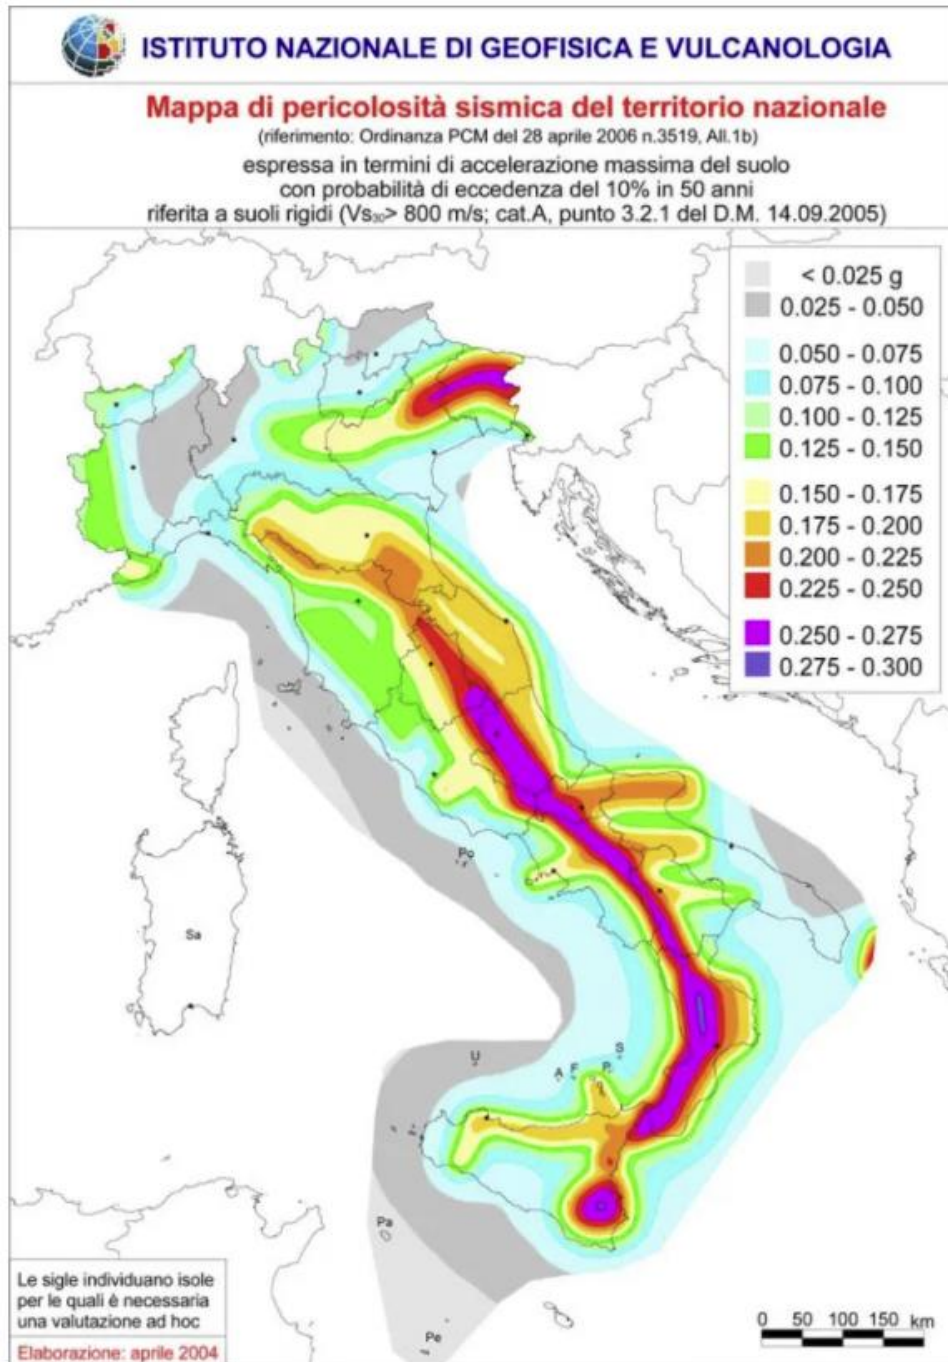 ISTITUTO NAZIONALE DI GEOFISICA E VULCANOLOGIA
Mappa di pericolosità sismica del territorio nazionale
(riferimento: Ordinanza PCM del 28 aprile 2006 n.3519, All.1b)
espressa in termini di accelerazione massima del suolo
con probabilità di eccedenza del 10% in 50 anni
riferita a suoli rigidi (Vs₃₀> 800 m/s; cat.A, punto 3.2.1 del D.M. 14.09.2005)
< 0.025 g
0.025 - 0.050
0.050 - 0.075
0.075 - 0.100
0.100 - 0.125
0.125 - 0.150
0.150 - 0.175
0.175 - 0.200
0.200 - 0.225
0.225 - 0.250
0.250 - 0.275
0.275 - 0.300
Po
Sa
S
U
A F P
Pa
Pe
Le sigle individuano isole
per le quali è necessaria
una valutazione ad hoc
Elaborazione: aprile 2004
0 50 100 150 km